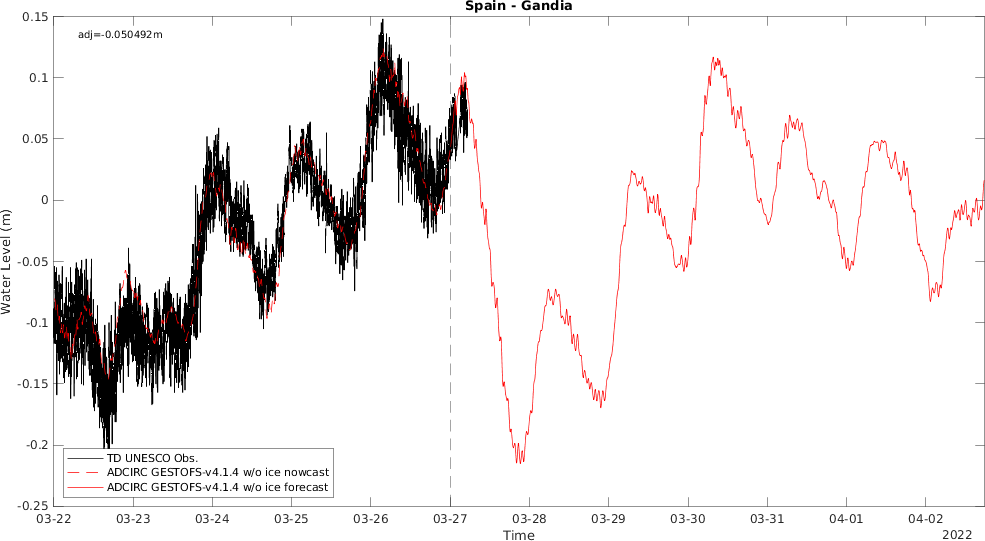 Spain - Gandia
adj=-0.050492m
0.15
0.1
0.05
0
-0.05
-0.1
-0.15
-0.2
-0.25
Water Level (m)
TD UNESCO Obs.
ADCIRC GESTOFS-v4.1.4 w/o ice nowcast
ADCIRC GESTOFS-v4.1.4 w/o ice forecast
03-22 03-23 03-24 03-25 03-26 03-27 03-28 03-29 03-30 03-31 04-01 04-02
Time
2022